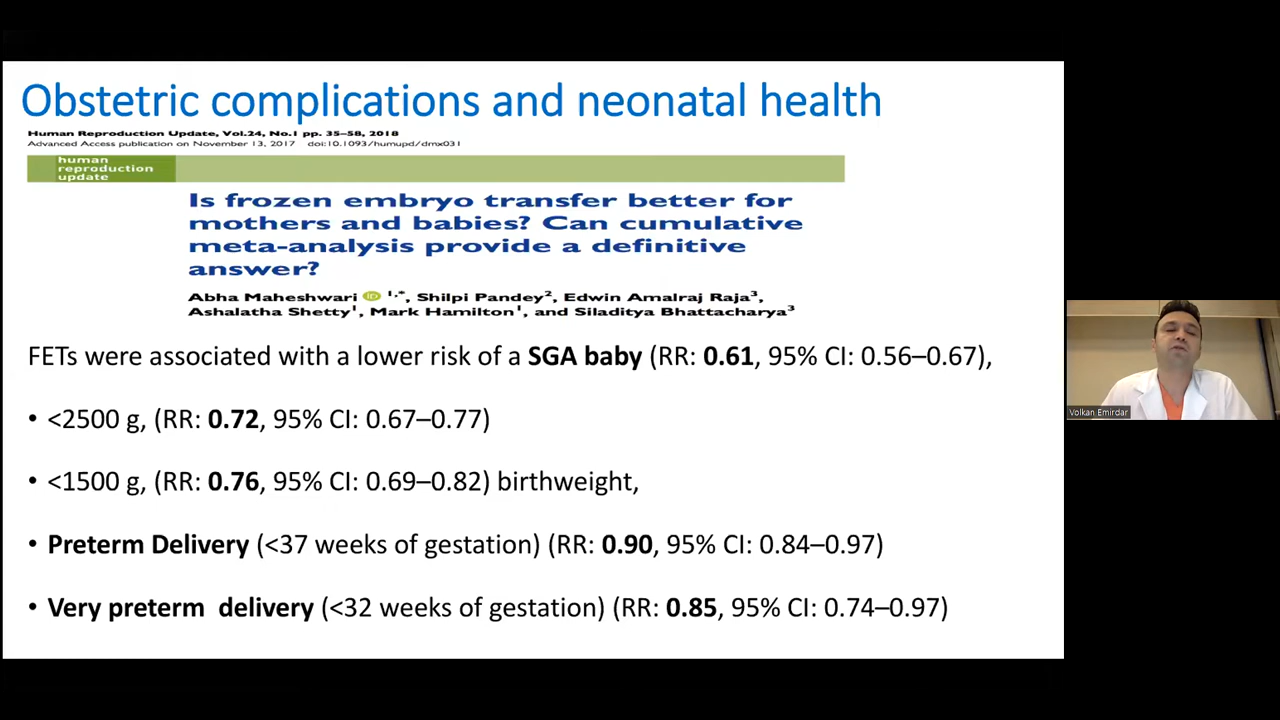 Obstetric complications and neonatal health
Human Reproduction Update, Vol.24, No.1 pp. 35–58, 2018
Advanced Access publication on November 13, 2017 doi:10.1093/humupd/dmx031
human
reproduction
update
Is frozen embryo transfer better for
mothers and babies? Can cumulative
meta-analysis provide a definitive
answer?
Abha Maheshwari iD 1,*, Shilpi Pandey2, Edwin Amalraj Raja3,
Ashalatha Shetty1, Mark Hamilton1, and Siladitya Bhattacharya3
FETs were associated with a lower risk of a SGA baby (RR: 0.61, 95% CI: 0.56–0.67),
• <2500 g, (RR: 0.72, 95% CI: 0.67–0.77)
• <1500 g, (RR: 0.76, 95% CI: 0.69–0.82) birthweight,
• Preterm Delivery (<37 weeks of gestation) (RR: 0.90, 95% CI: 0.84–0.97)
• Very preterm delivery (<32 weeks of gestation) (RR: 0.85, 95% CI: 0.74–0.97)
Volkan Emirdar